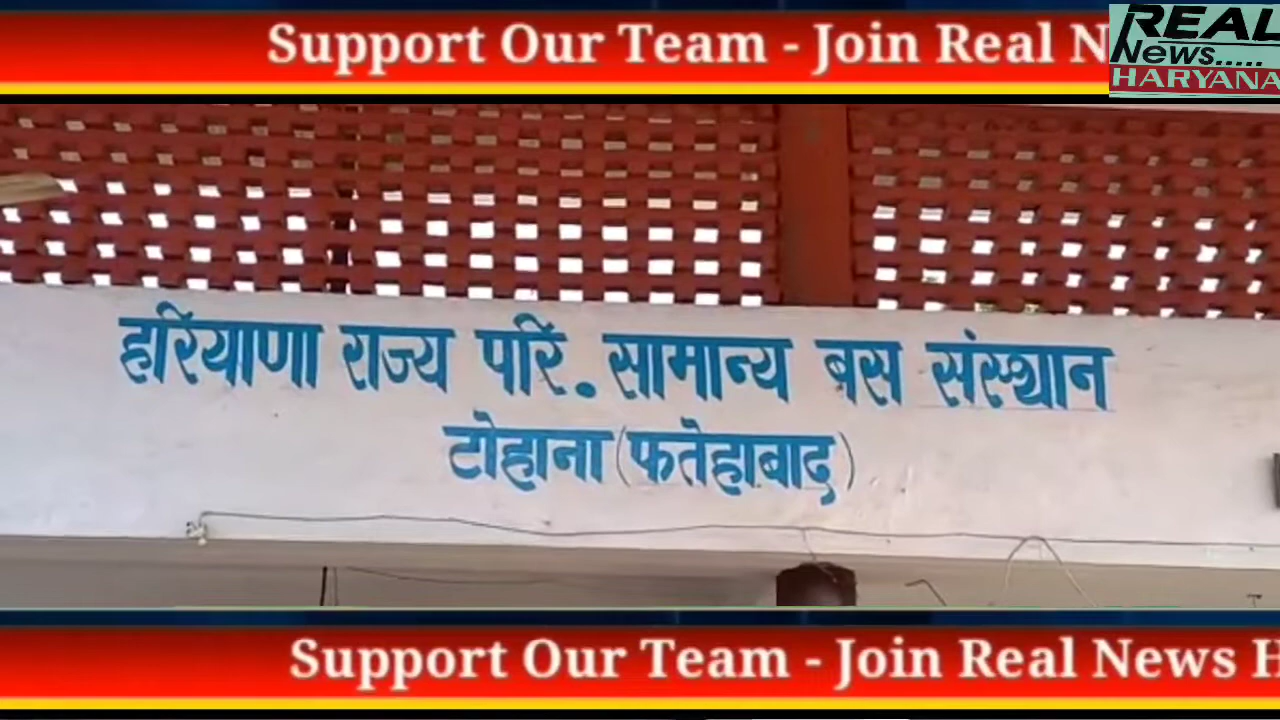 Support Our Team - Join Real N
REAL
News.....
HARYANA
हरियाणा राज्य परि. सामान्य बस संस्थान
टोहाना (फतेहाबाद)
Support Our Team - Join Real News H